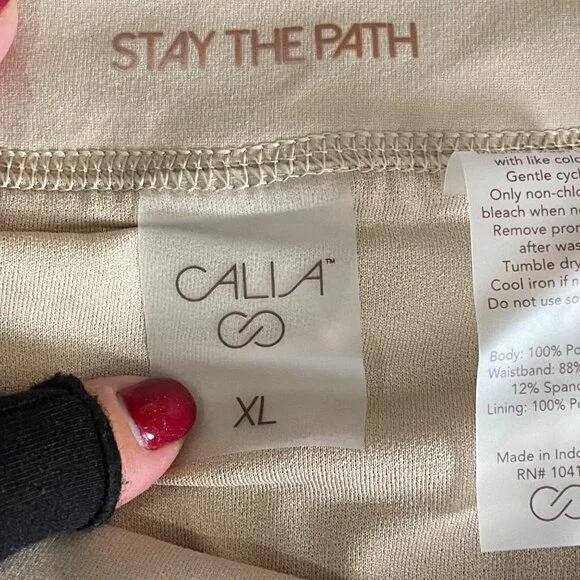 STAY THE PATH
CALIA™
XL
with like colo
Gentle cycl
Only non-chlo
bleach when ne
Remove prom
after was
Tumble dry
Cool iron if n
Do not use so
Body: 100% Po
Waistband: 88%
12% Spand
Lining: 100% Po
Made in Indo
RN# 1041